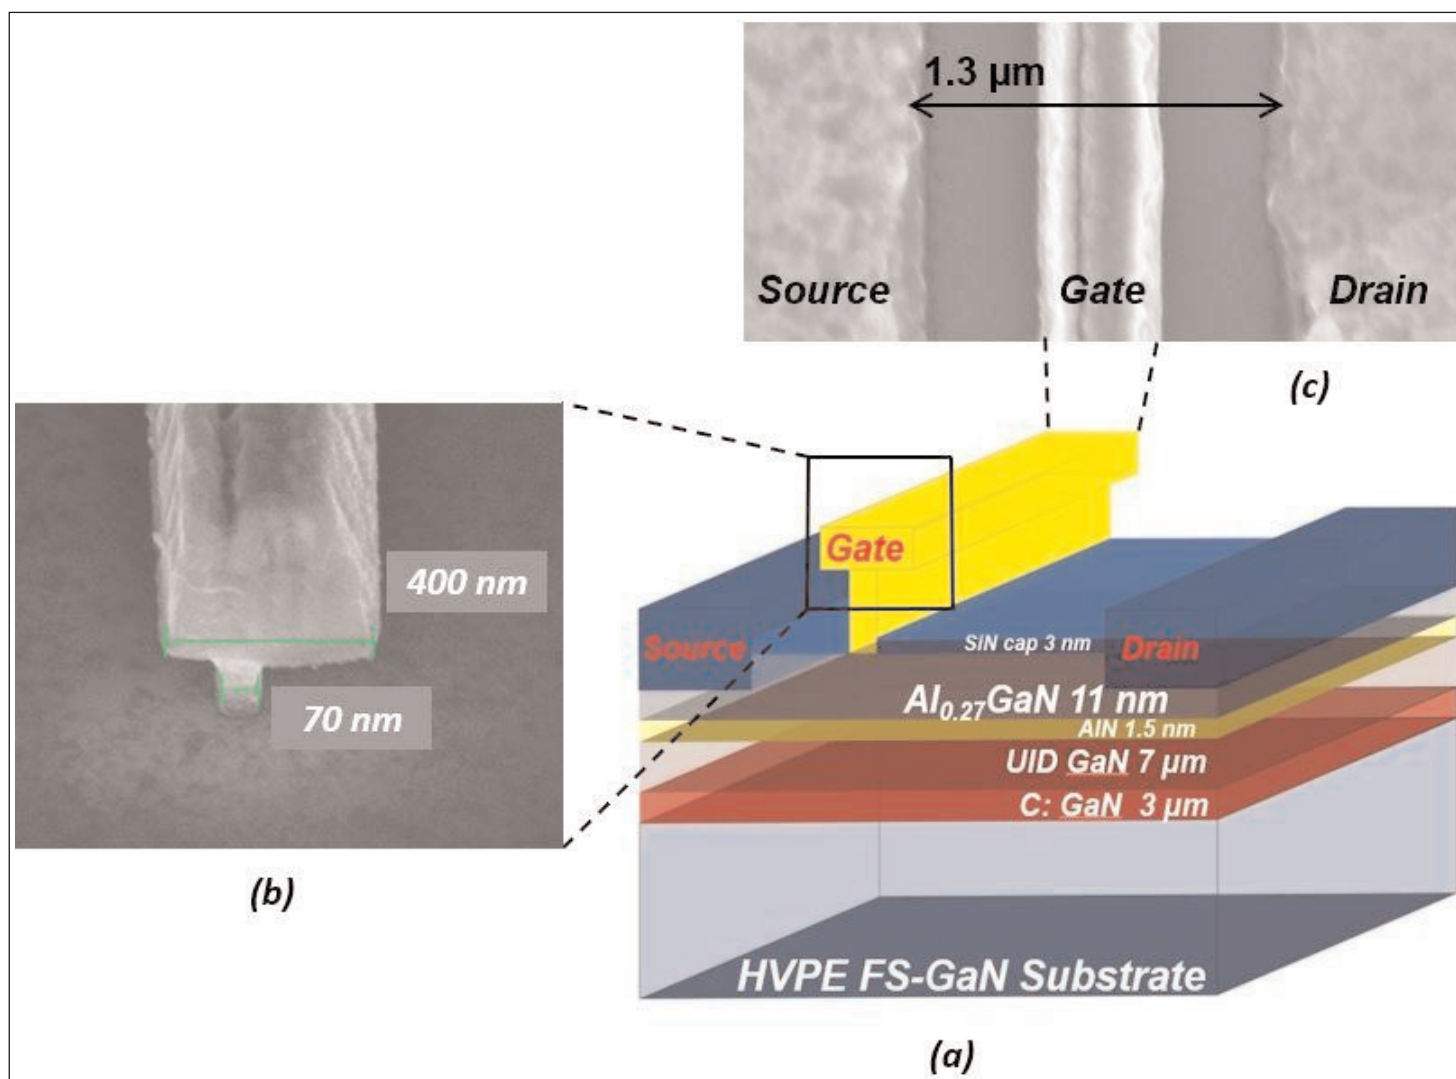 1.3 µm
Source
Gate
Drain
(c)
400 nm
70 nm
(b)
Gate
Source
SiN cap 3 nm
Drain
Al0.27GaN 11 nm
AlN 1.5 nm
UID GaN 7 µm
C: GaN 3 µm
HVPE FS-GaN Substrate
(a)